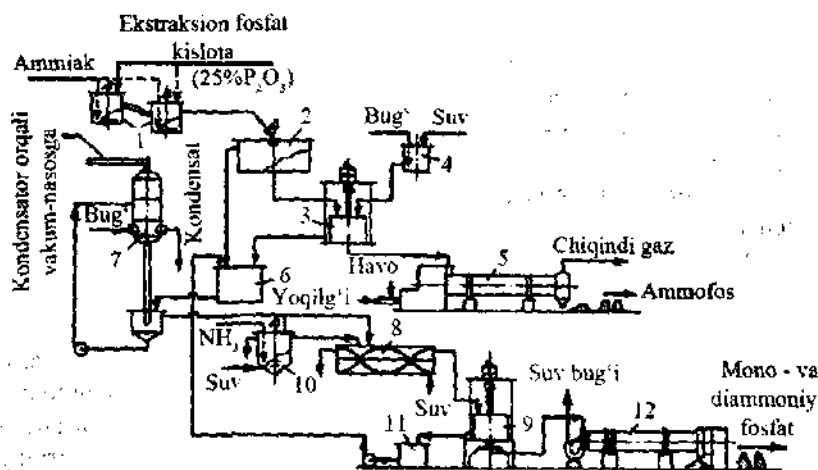 Ekstraksion fosfat
kislota
(25%P₂O₅)
Ammiak
1
2
Bug‘
Suv
4
Kondensator orqali
vakum-nasosga
Kondensat
Bug‘
7
3
6
Havo
Yoqilg‘i
5
Chiqindi gaz
Ammofos
NH₃
Suv
10
8
Suv
11
9
Suv bug‘i
12
Mono - va
diammoniy
fosfat